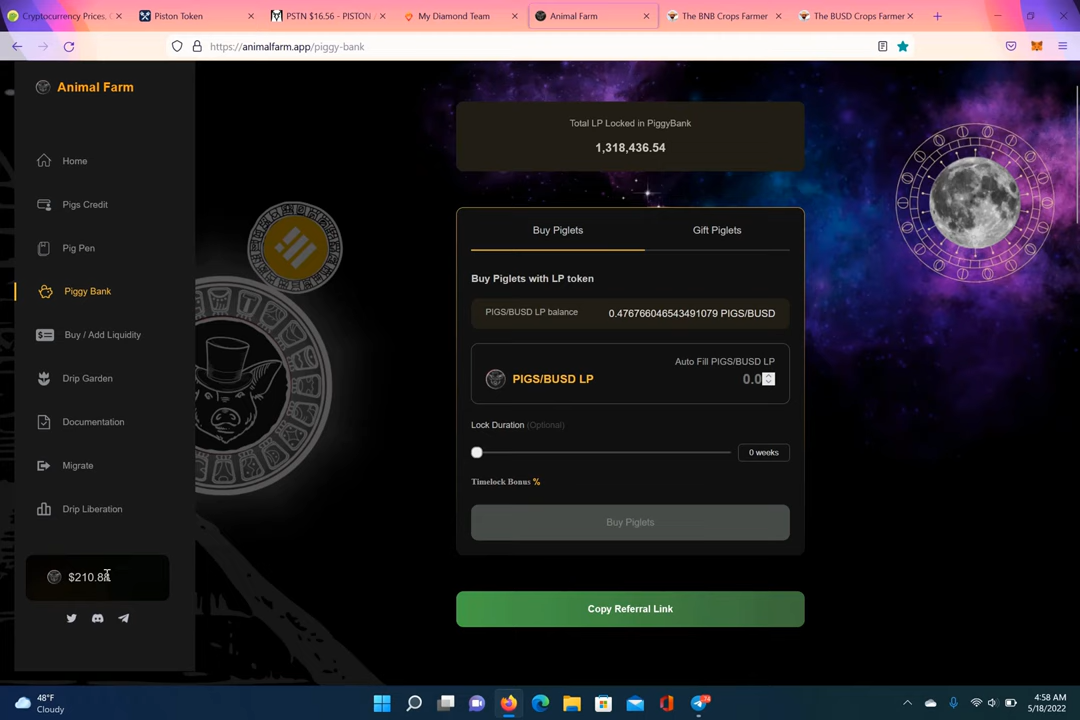 Cryptocurrency Prices, C
Piston Token
PSTN $16.56 - PISTON /
My Diamond Team
Animal Farm
The BNB Crops Farmer
The BUSD Crops Farmer
https://animalfarm.app/piggy-bank
Animal Farm
Home
Pigs Credit
Pig Pen
Piggy Bank
Buy / Add Liquidity
Drip Garden
Documentation
Migrate
Drip Liberation
Total LP Locked in PiggyBank
1,318,436.54
Buy Piglets
Gift Piglets
Buy Piglets with LP token
PIGS/BUSD LP balance
0.476766046543491079 PIGS/BUSD
Auto Fill PIGS/BUSD LP
PIGS/BUSD LP
0.0
Lock Duration (Optional)
0 weeks
Timelock Bonus %
Buy Piglets
Copy Referral Link
48°F
Cloudy
4:58 AM
5/18/2022